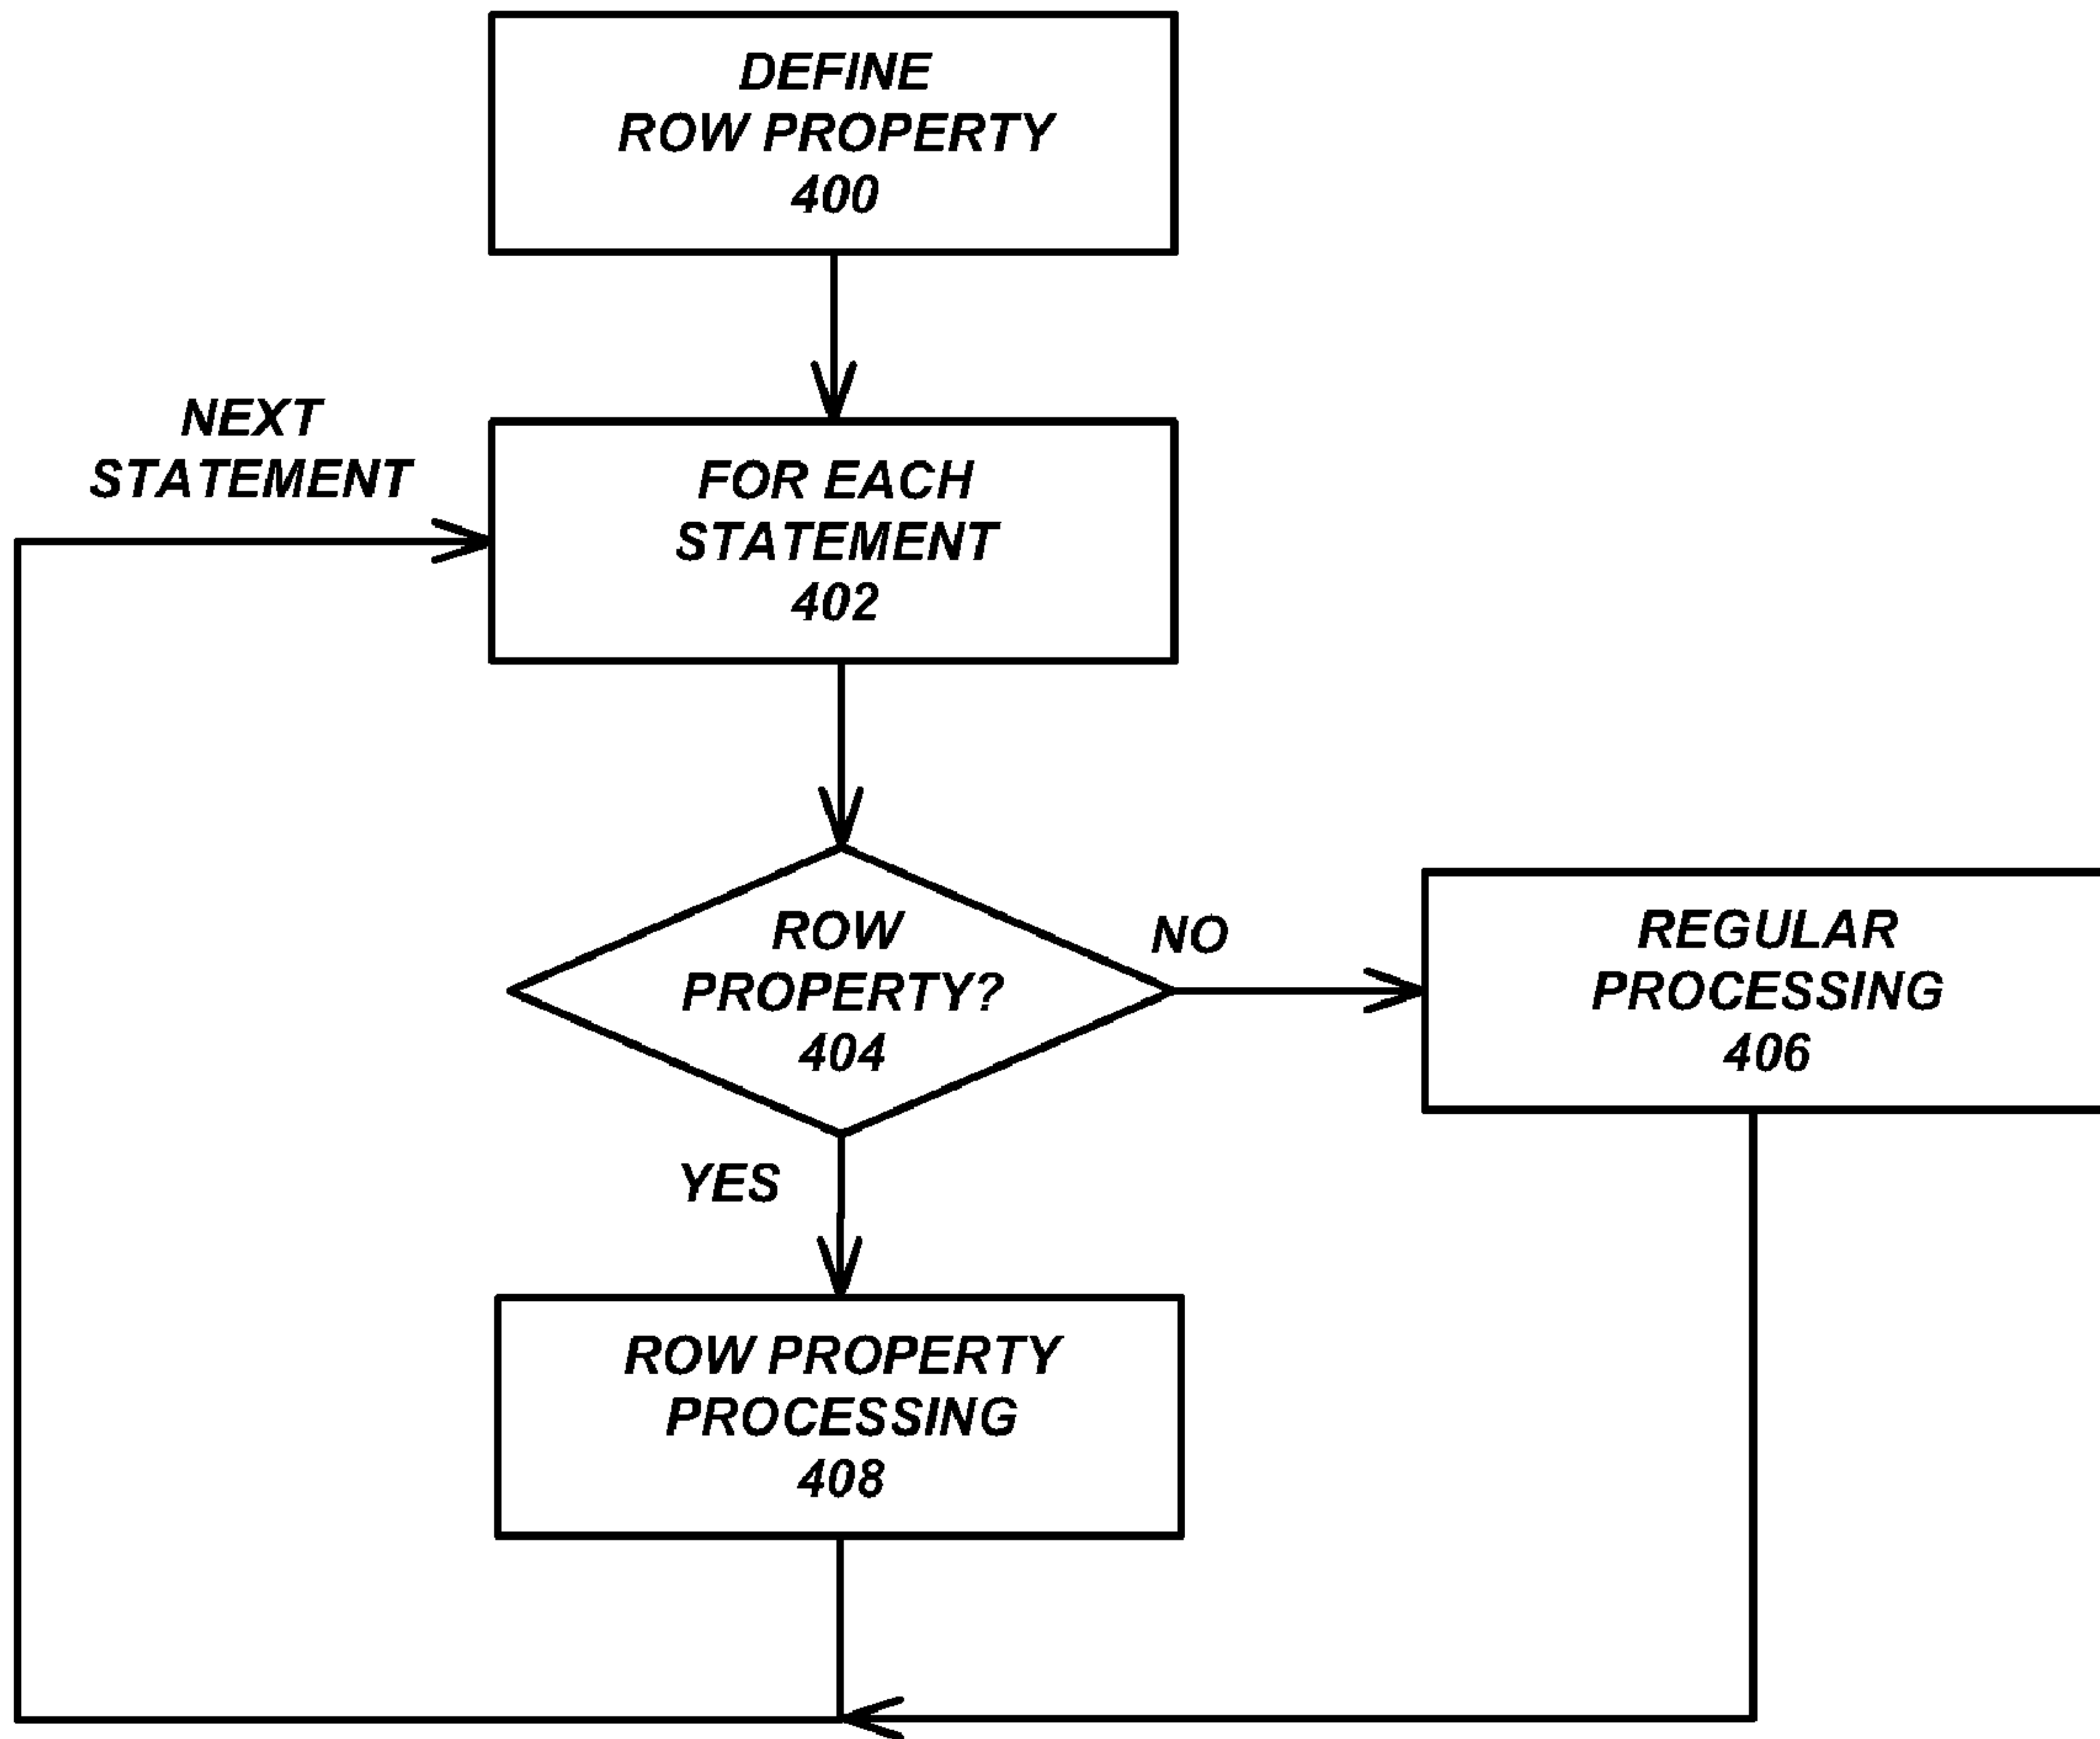 DEFINE
ROW PROPERTY
400
NEXT
STATEMENT
FOR EACH
STATEMENT
402
ROW
PROPERTY?
404
NO
REGULAR
PROCESSING
406
YES
ROW PROPERTY
PROCESSING
408